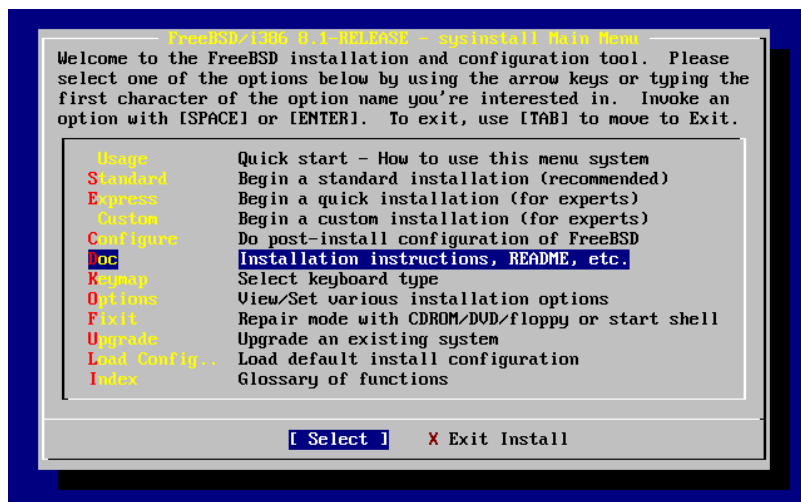 FreeBSD/i386 8.1-RELEASE - sysinstall Main Menu
Welcome to the FreeBSD installation and configuration tool.  Please
select one of the options below by using the arrow keys or typing the
first character of the option name you're interested in.  Invoke an
option with [SPACE] or [ENTER].  To exit, use [TAB] to move to Exit.
Usage Quick start - How to use this menu system
Standard Begin a standard installation (recommended)
Express Begin a quick installation (for experts)
Custom Begin a custom installation (for experts)
Configure Do post-install configuration of FreeBSD
Doc Installation instructions, README, etc.
Keymap Select keyboard type
Options View/Set various installation options
Fixit Repair mode with CDROM/DVD/floppy or start shell
Upgrade Upgrade an existing system
Load Config.. Load default install configuration
Index Glossary of functions
[ Select ] X Exit Install